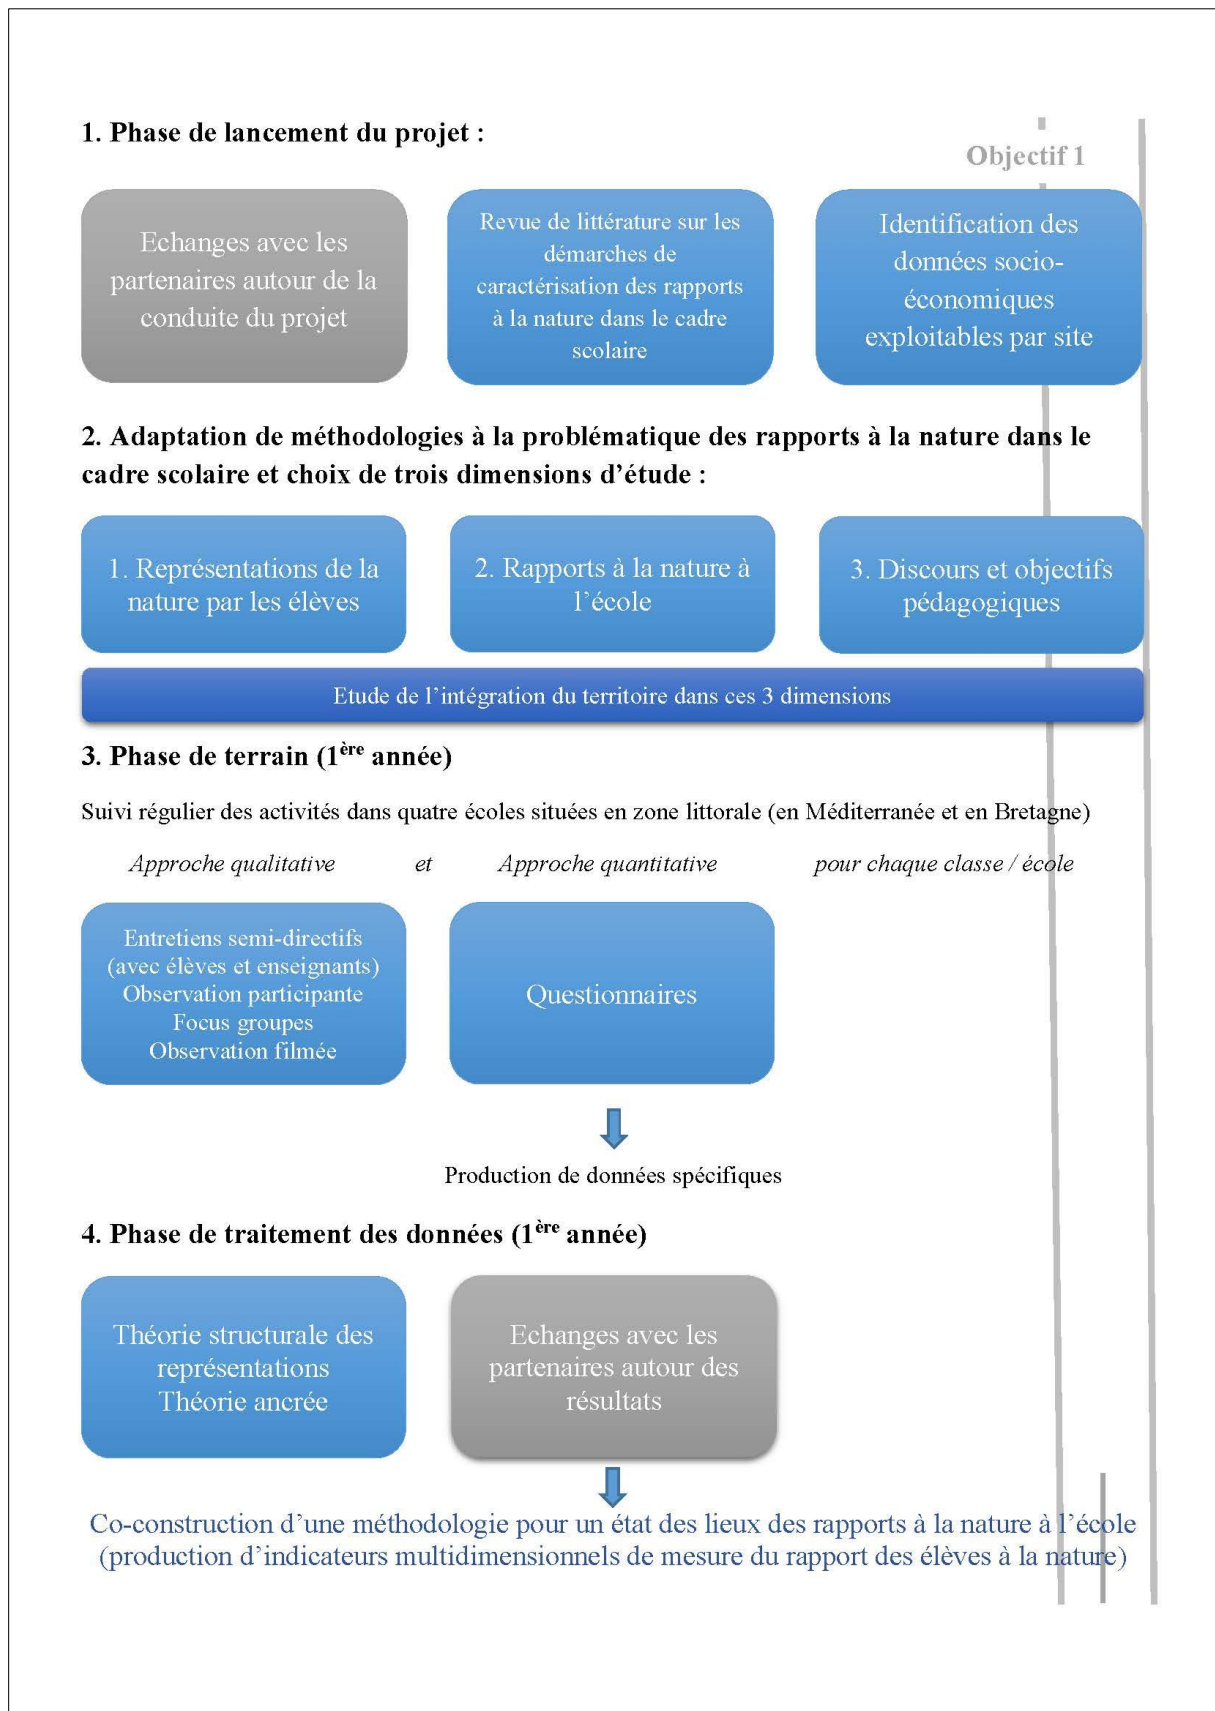 1. Phase de lancement du projet :
Objectif 1
Echanges avec les
partenaires autour de la
conduite du projet
Revue de littérature sur les
démarches de
caractérisation des rapports
à la nature dans le cadre
scolaire
Identification des
données socio-
économiques
exploitables par site
2. Adaptation de méthodologies à la problématique des rapports à la nature dans le
cadre scolaire et choix de trois dimensions d’étude :
1. Représentations de la
nature par les élèves
2. Rapports à la nature à
l’école
3. Discours et objectifs
pédagogiques
Etude de l’intégration du territoire dans ces 3 dimensions
3. Phase de terrain (1ère année)
Suivi régulier des activités dans quatre écoles situées en zone littorale (en Méditerranée et en Bretagne)
Approche qualitative et Approche quantitative pour chaque classe / école
Entretiens semi-directifs
(avec élèves et enseignants)
Observation participante
Focus groupes
Observation filmée
Questionnaires
Production de données spécifiques
4. Phase de traitement des données (1ère année)
Théorie structurale des
représentations
Théorie ancrée
Echanges avec les
partenaires autour des
résultats
Co-construction d’une méthodologie pour un état des lieux des rapports à la nature à l’école
(production d’indicateurs multidimensionnels de mesure du rapport des élèves à la nature)